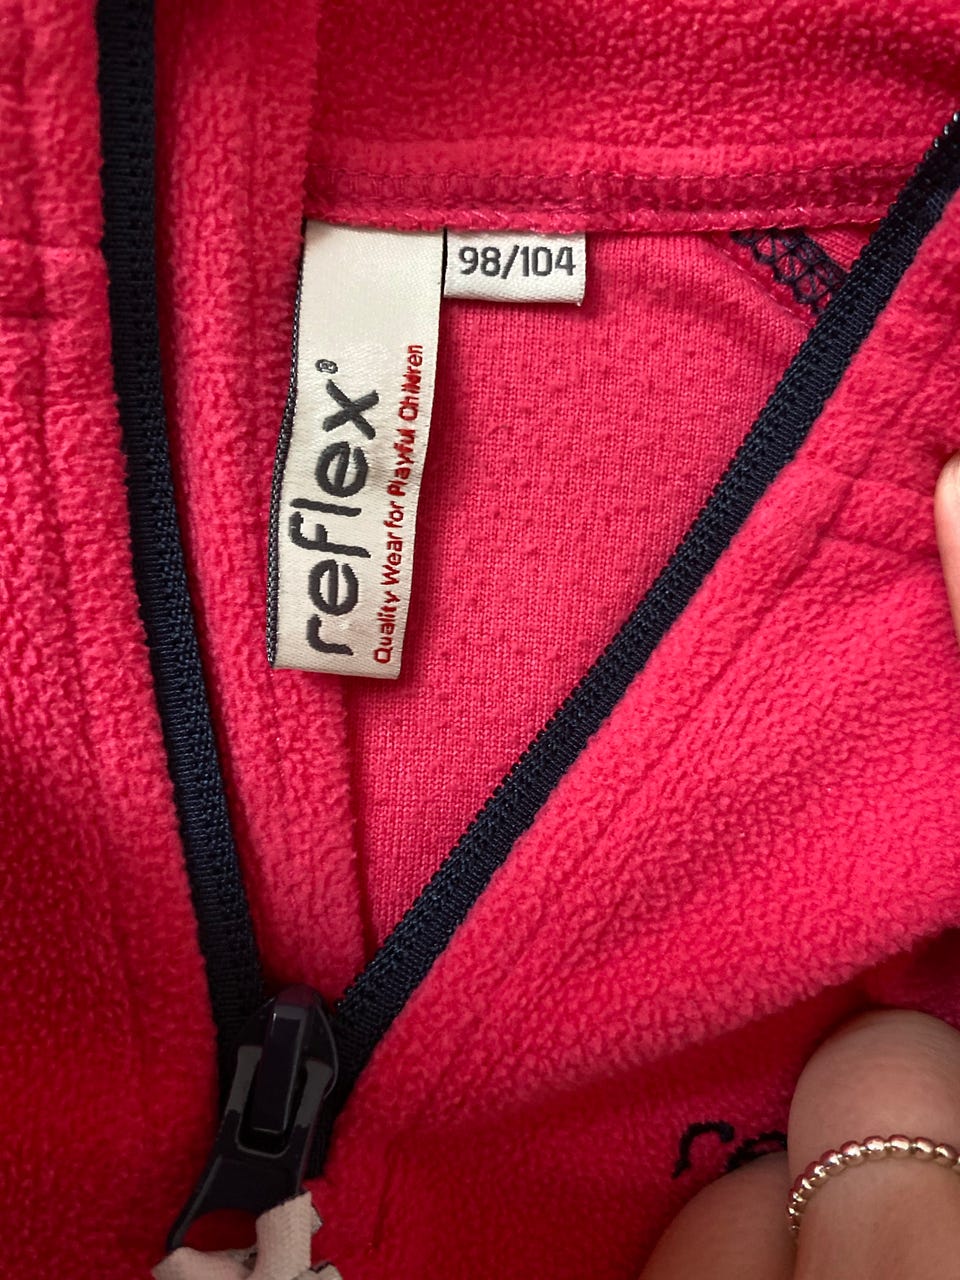 98/104
reflex®
Quality Wear for Playful Children